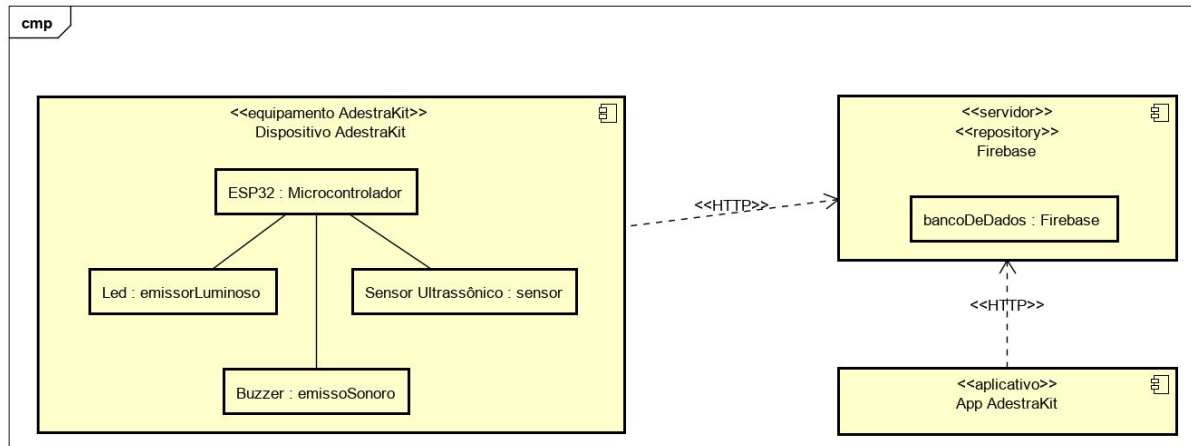 cmp
<<equipamento AdestraKit>>
Dispositivo AdestraKit
ESP32 : Microcontrolador
Led : emissorLuminoso
Sensor Ultrassônico : sensor
Buzzer : emissoSonoro
<<HTTP>>
<<servidor>>
<<repository>>
Firebase
bancoDeDados : Firebase
<<HTTP>>
<<aplicativo>>
App AdestraKit